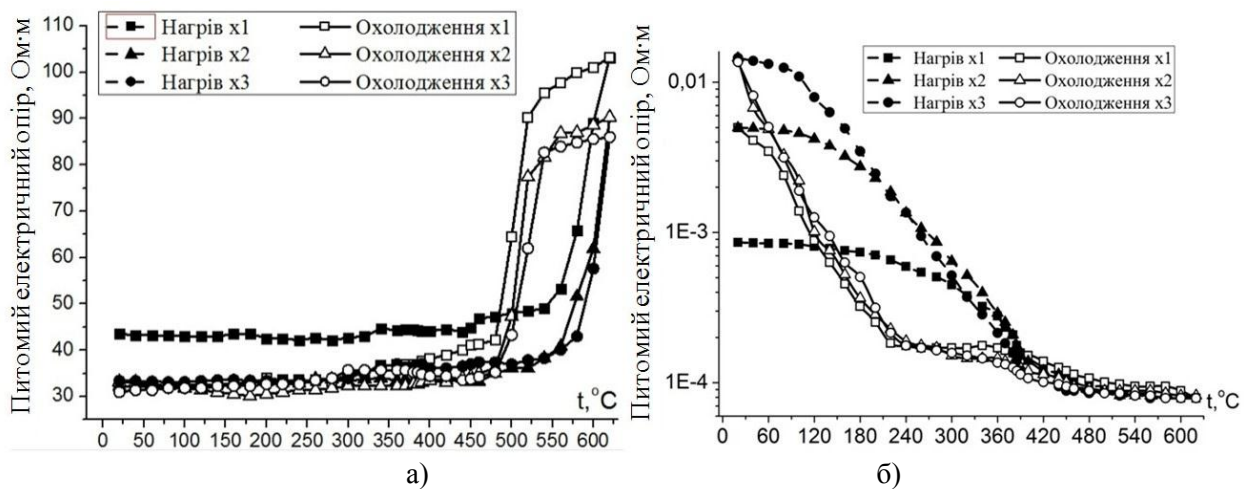 Питомий електричний опір, Ом·м
110
100
90
80
70
60
50
40
30
Нагрів x1
Нагрів x2
Нагрів x3
Охолодження x1
Охолодження x2
Охолодження x3
t,°C
0 50 100 150 200 250 300 350 400 450 500 550 600
а)
Питомий електричний опір, Ом·м
0,01
1E-3
1E-4
Нагрів x1
Нагрів x2
Нагрів x3
Охолодження x1
Охолодження x2
Охолодження x3
t,°C
0 60 120 180 240 300 360 420 480 540 600
б)